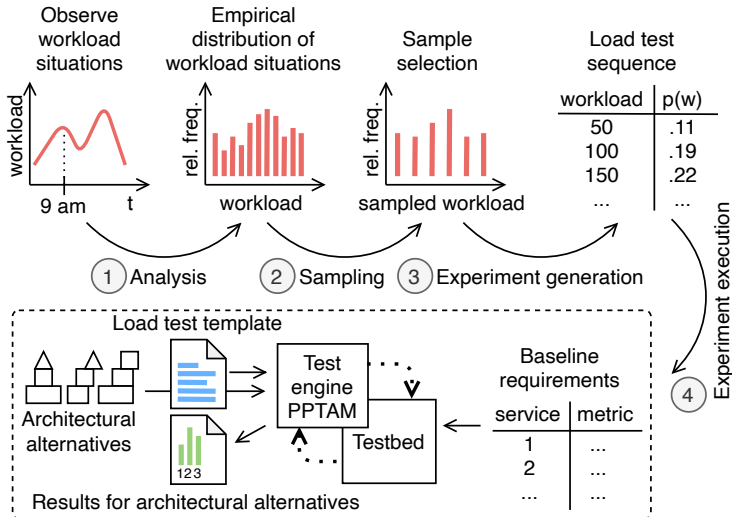 Observe
workload
situations
Empirical
distribution of
workload situations
Sample
selection
Load test
sequence
workload
9 am
t
rel. freq.
workload
rel. freq.
sampled workload
workload p(w)
50 .11
100 .19
150 .22
... ...
1 Analysis
2 Sampling
3 Experiment generation
4 Experiment execution
Load test template
Architectural
alternatives
123
Test
engine
PPTAM
Testbed
Baseline
requirements
service metric
1 ...
2 ...
... ...
Results for architectural alternatives